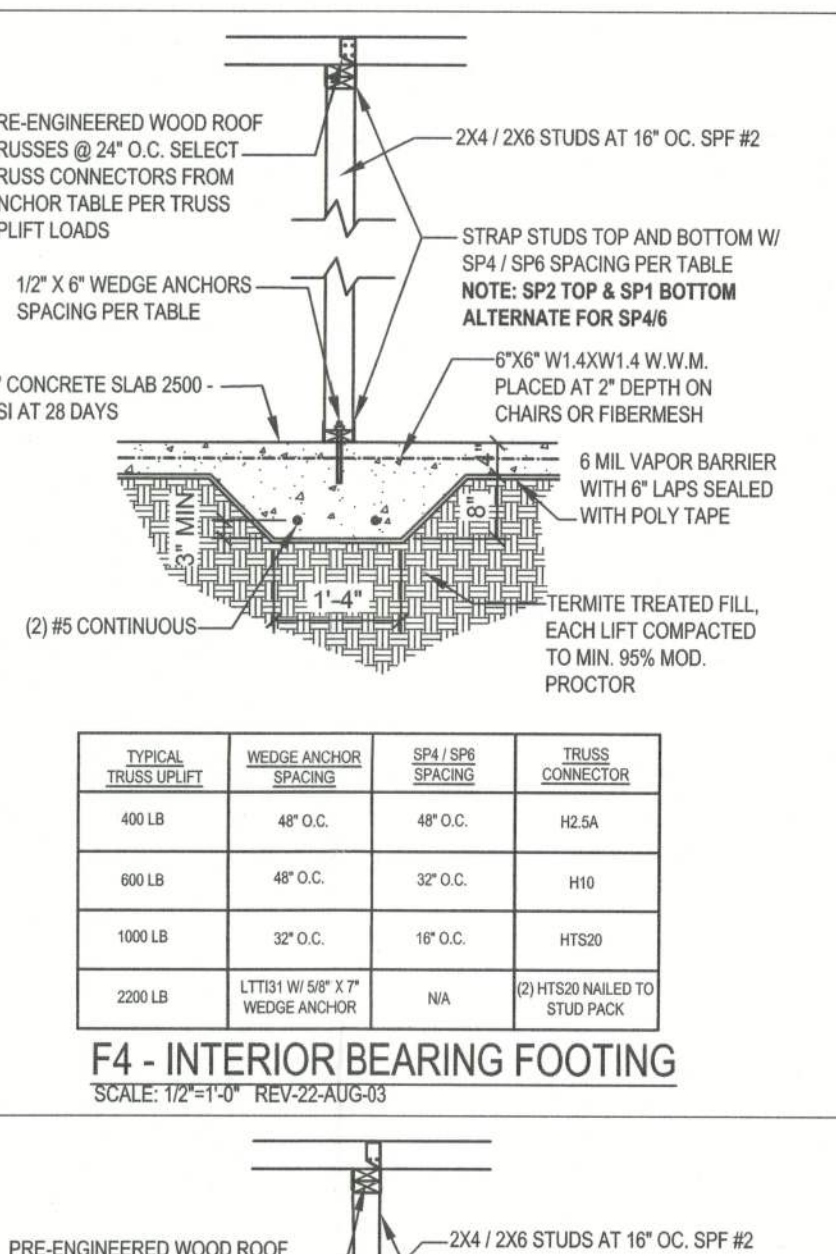 RE-ENGINEERED WOOD ROOF
RUSSES @ 24" O.C. SELECT
RUSS CONNECTORS FROM
NCHOR TABLE PER TRUSS
PLIFT LOADS
2X4 / 2X6 STUDS AT 16" OC. SPF #2
STRAP STUDS TOP AND BOTTOM W/
SP4 / SP6 SPACING PER TABLE
NOTE: SP2 TOP & SP1 BOTTOM
ALTERNATE FOR SP4/6
1/2" X 6" WEDGE ANCHORS
SPACING PER TABLE
" CONCRETE SLAB 2500 -
SI AT 28 DAYS
6"X6" W1.4XW1.4 W.W.M.
PLACED AT 2" DEPTH ON
CHAIRS OR FIBERMESH
4"
6 MIL VAPOR BARRIER
WITH 6" LAPS SEALED
WITH POLY TAPE
3" MIN
8"
1'-4"
(2) #5 CONTINUOUS
TERMITE TREATED FILL,
EACH LIFT COMPACTED
TO MIN. 95% MOD.
PROCTOR
TYPICAL TRUSS UPLIFT WEDGE ANCHOR SPACING SP4 / SP6 SPACING TRUSS CONNECTOR
400 LB 48" O.C. 48" O.C. H2.5A
600 LB 48" O.C. 32" O.C. H10
1000 LB 32" O.C. 16" O.C. HTS20
2200 LB LTTI31 W/ 5/8" X 7" WEDGE ANCHOR N/A (2) HTS20 NAILED TO STUD PACK
F4 - INTERIOR BEARING FOOTING
SCALE: 1/2"=1'-0" REV-22-AUG-03
PRE-ENGINEERED WOOD ROOF
2X4 / 2X6 STUDS AT 16" OC. SPF #2